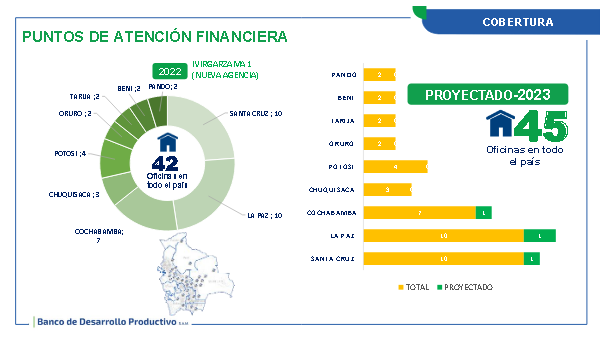 COBERTURA
PUNTOS DE ATENCIÓN FINANCIERA
2022
IVIRGARZAMA 1
(NUEVA AGENCIA)
SANTA CRUZ ; 10
LA PAZ ; 10
COCHABAMBA;
7
CHUQUISACA ; 3
POTOSI ; 4
ORURO ; 2
TARIJA ; 2
BENI ; 2
PANDO ; 2
42
Oficinas en
todo el país
PROYECTADO-2023
45
Oficinas en todo
el país
PANDO 2
BENI 2
TARIJA 2
ORURO 2
POTOSI 4
CHUQUISACA 3
COCHABAMBA 7 1
LA PAZ 10 1
SANTA CRUZ 10 1
TOTAL PROYECTADO
Banco de Desarrollo Productivo S.A.M